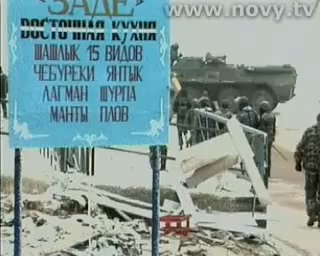 www.novy.tv
ЗАДЕ
ВОСТОЧНАЯ КУХНЯ
ШАШЛЫК 15 ВИДОВ
ЧЕБУРЕКИ ЯНТЫК
ЛАГМАН ШУРПА
МАНТЫ ПЛОВ